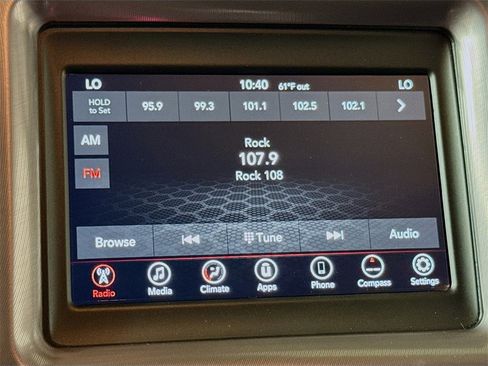 LO 10:40 61°F out LO
HOLD to Set 95.9 99.3 101.1 102.5 102.1
AM
Rock
107.9
FM
Rock 108
Browse Tune Audio
Radio Media Climate Apps Phone Compass Settings